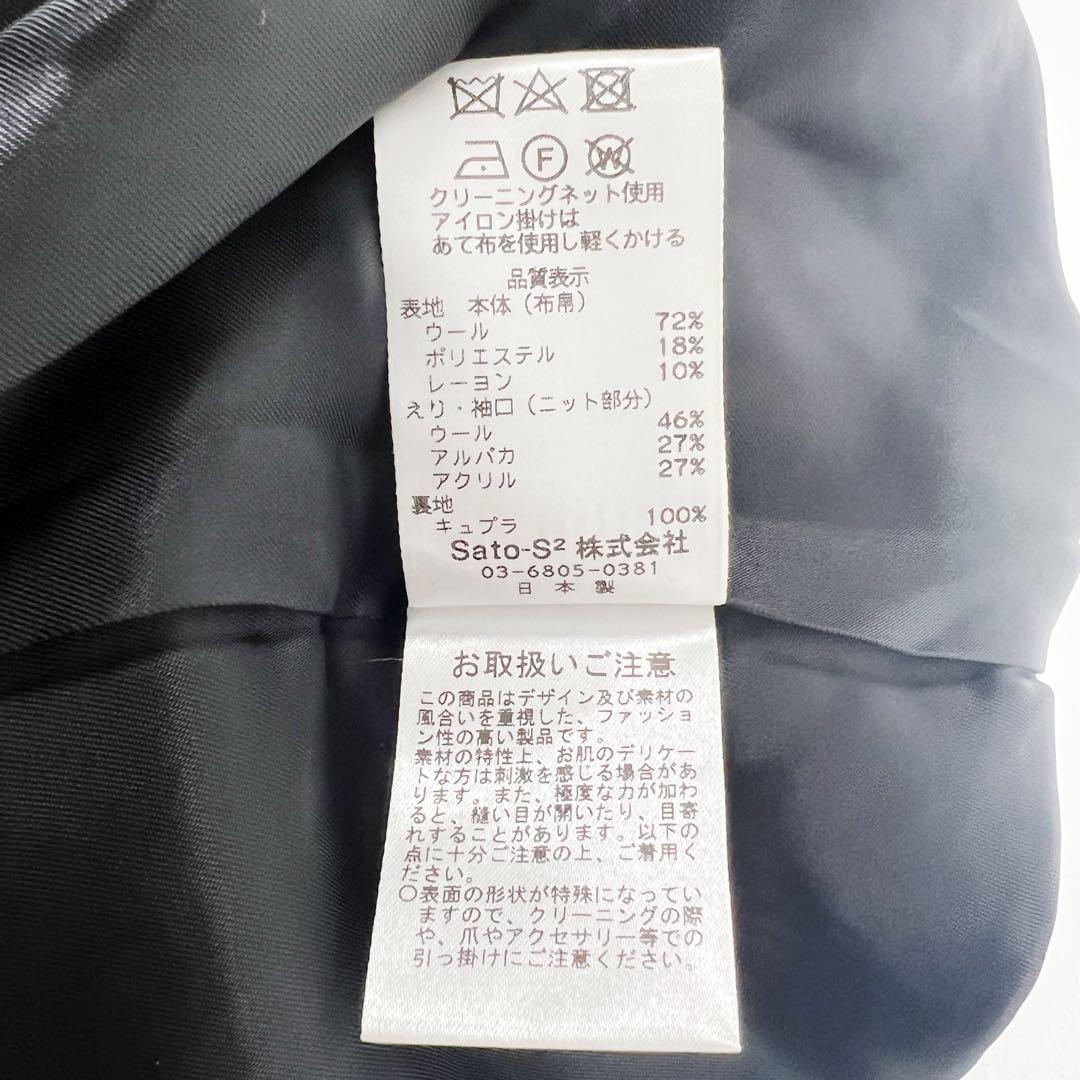 F W
クリーニングネット使用
アイロン掛けは
あて布を使用し軽くかける
品質表示
表地 本体(布帛)
ウール 72%
ポリエステル 18%
レーヨン 10%
えり・袖口(ニット部分)
ウール 46%
アルパカ 27%
アクリル 27%
裏地
キュプラ 100%
Sato-S² 株式会社
03-6805-0381
日本製
お取扱いご注意
この商品はデザイン及び素材の
風合いを重視した、ファッショ
ン性の高い製品です。
素材の特性上、お肌のデリケー
トな方は刺激を感じる場合があ
ります。また、極度な力が加わ
ると、縫い目が開いたり、目寄
れすることがあります。以下の
点に十分ご注意の上、ご着用く
ださい。
○表面の形状が特殊になってい
ますので、クリーニングの際
や、爪やアクセサリー等での
引っ掛けにご注意ください。